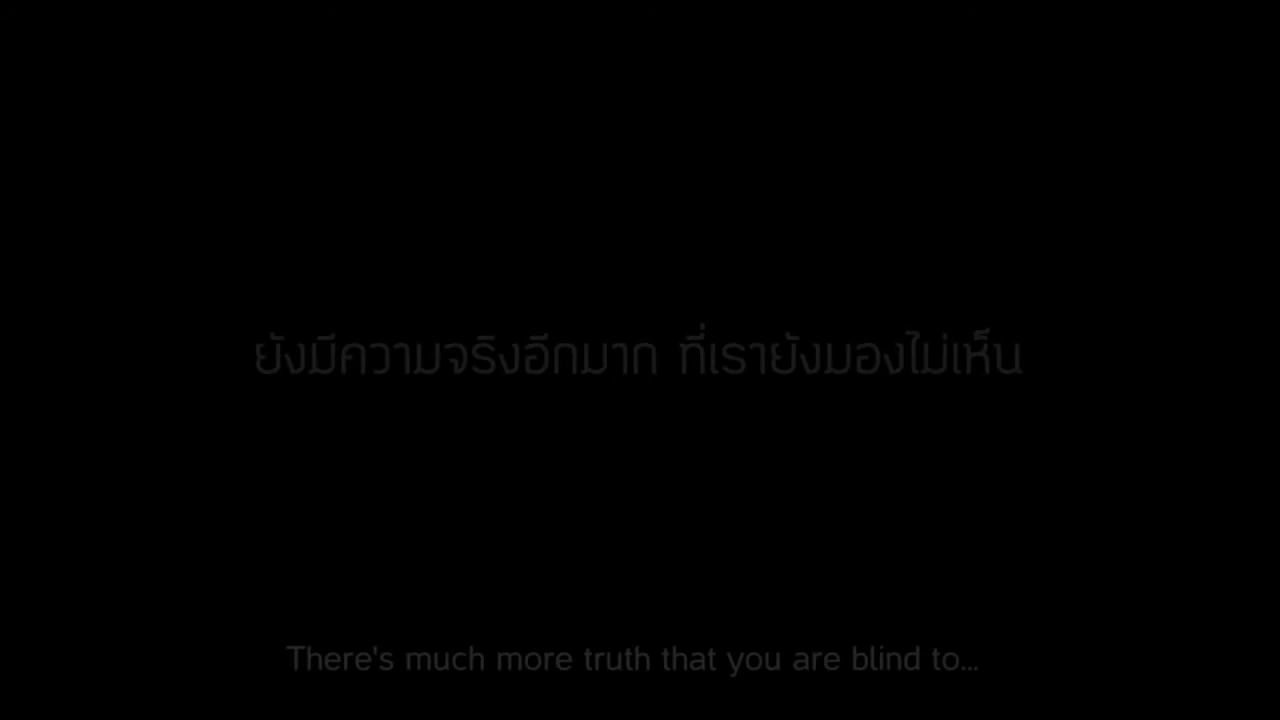 ยังมีความจริงอีกมาก ที่เรายังมองไม่เห็น
There's much more truth that you are blind to...